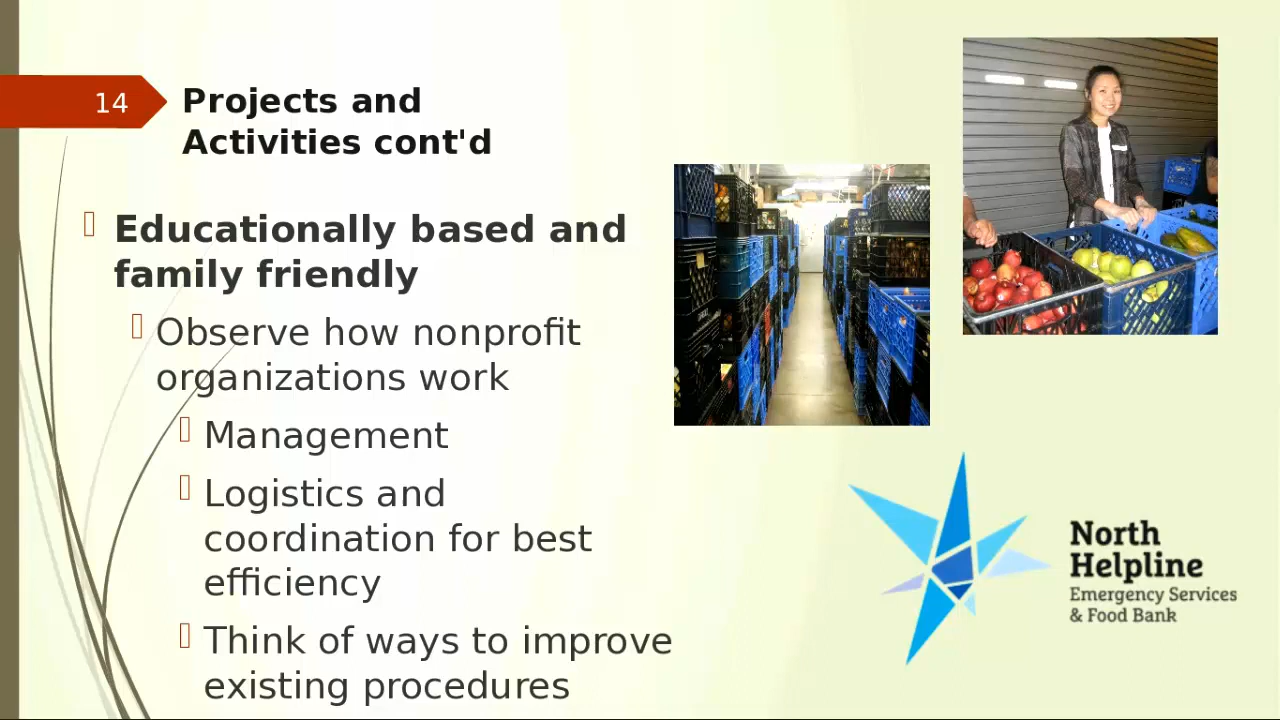 14
Projects and
Activities cont'd
Educationally based and
family friendly
Observe how nonprofit
organizations work
Management
Logistics and
coordination for best
efficiency
Think of ways to improve
existing procedures
North
Helpline
Emergency Services
& Food Bank